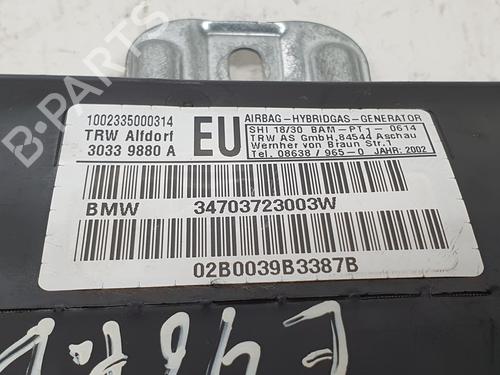 1002335000314
TRW Alfdorf
3033 9880 A
EU
AIRBAG-HYBRIDGAS-GENERATOR
SHI 18/30 BAM-PT1-0614
TRW AS GmbH,84544 Aschau
Wernher von Braun Str.1
Tel. 08638/965-0 JAHR:2002
BMW 34703723003W
02B0039B3387B
B-PARTS